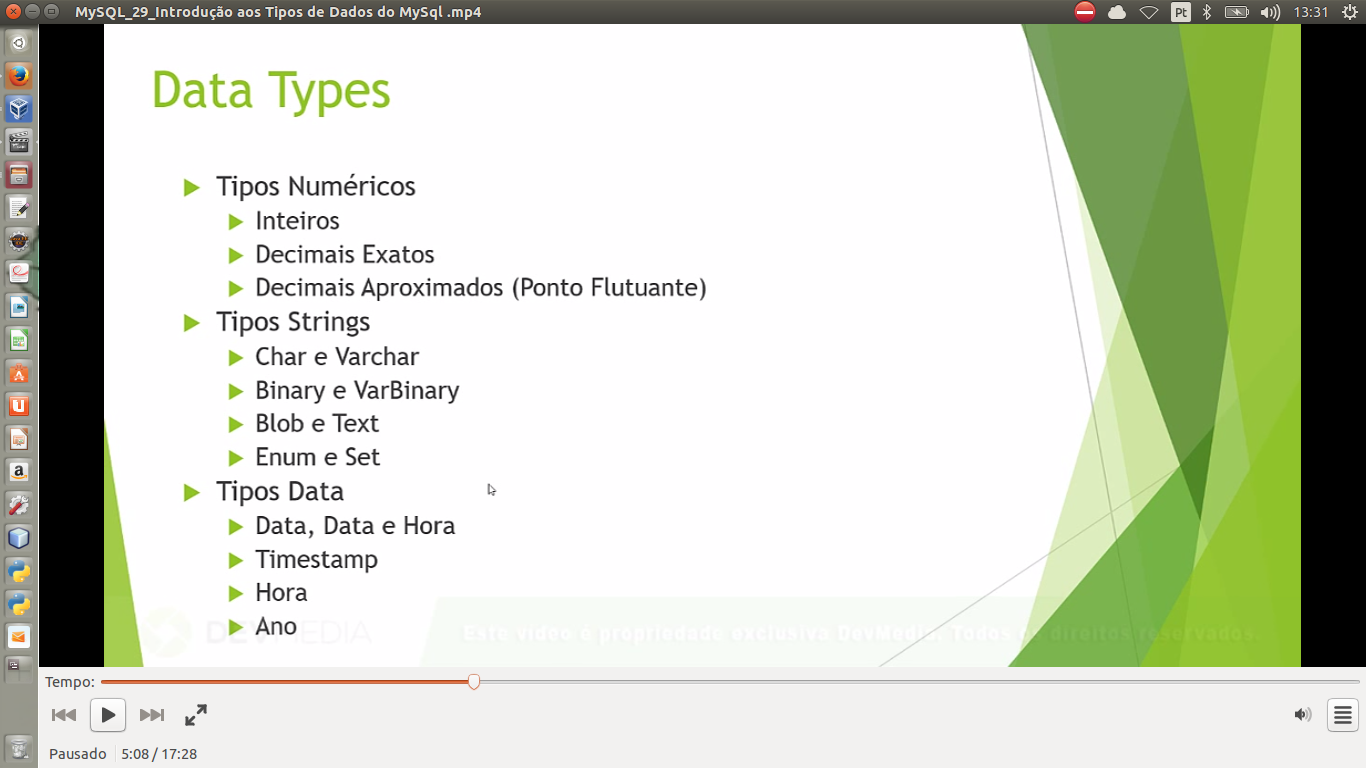 MySQL_29_Introdução aos Tipos de Dados do MySql .mp4
Pt
13:31
Data Types
Tipos Numéricos
Inteiros
Decimais Exatos
Decimais Aproximados (Ponto Flutuante)
Tipos Strings
Char e Varchar
Binary e VarBinary
Blob e Text
Enum e Set
Tipos Data
Data, Data e Hora
Timestamp
Hora
Ano
DEVMEDIA
Este vídeo é propriedade exclusiva DevMedia. Todos os direitos reservados.
Tempo:
Pausado
5:08 / 17:28